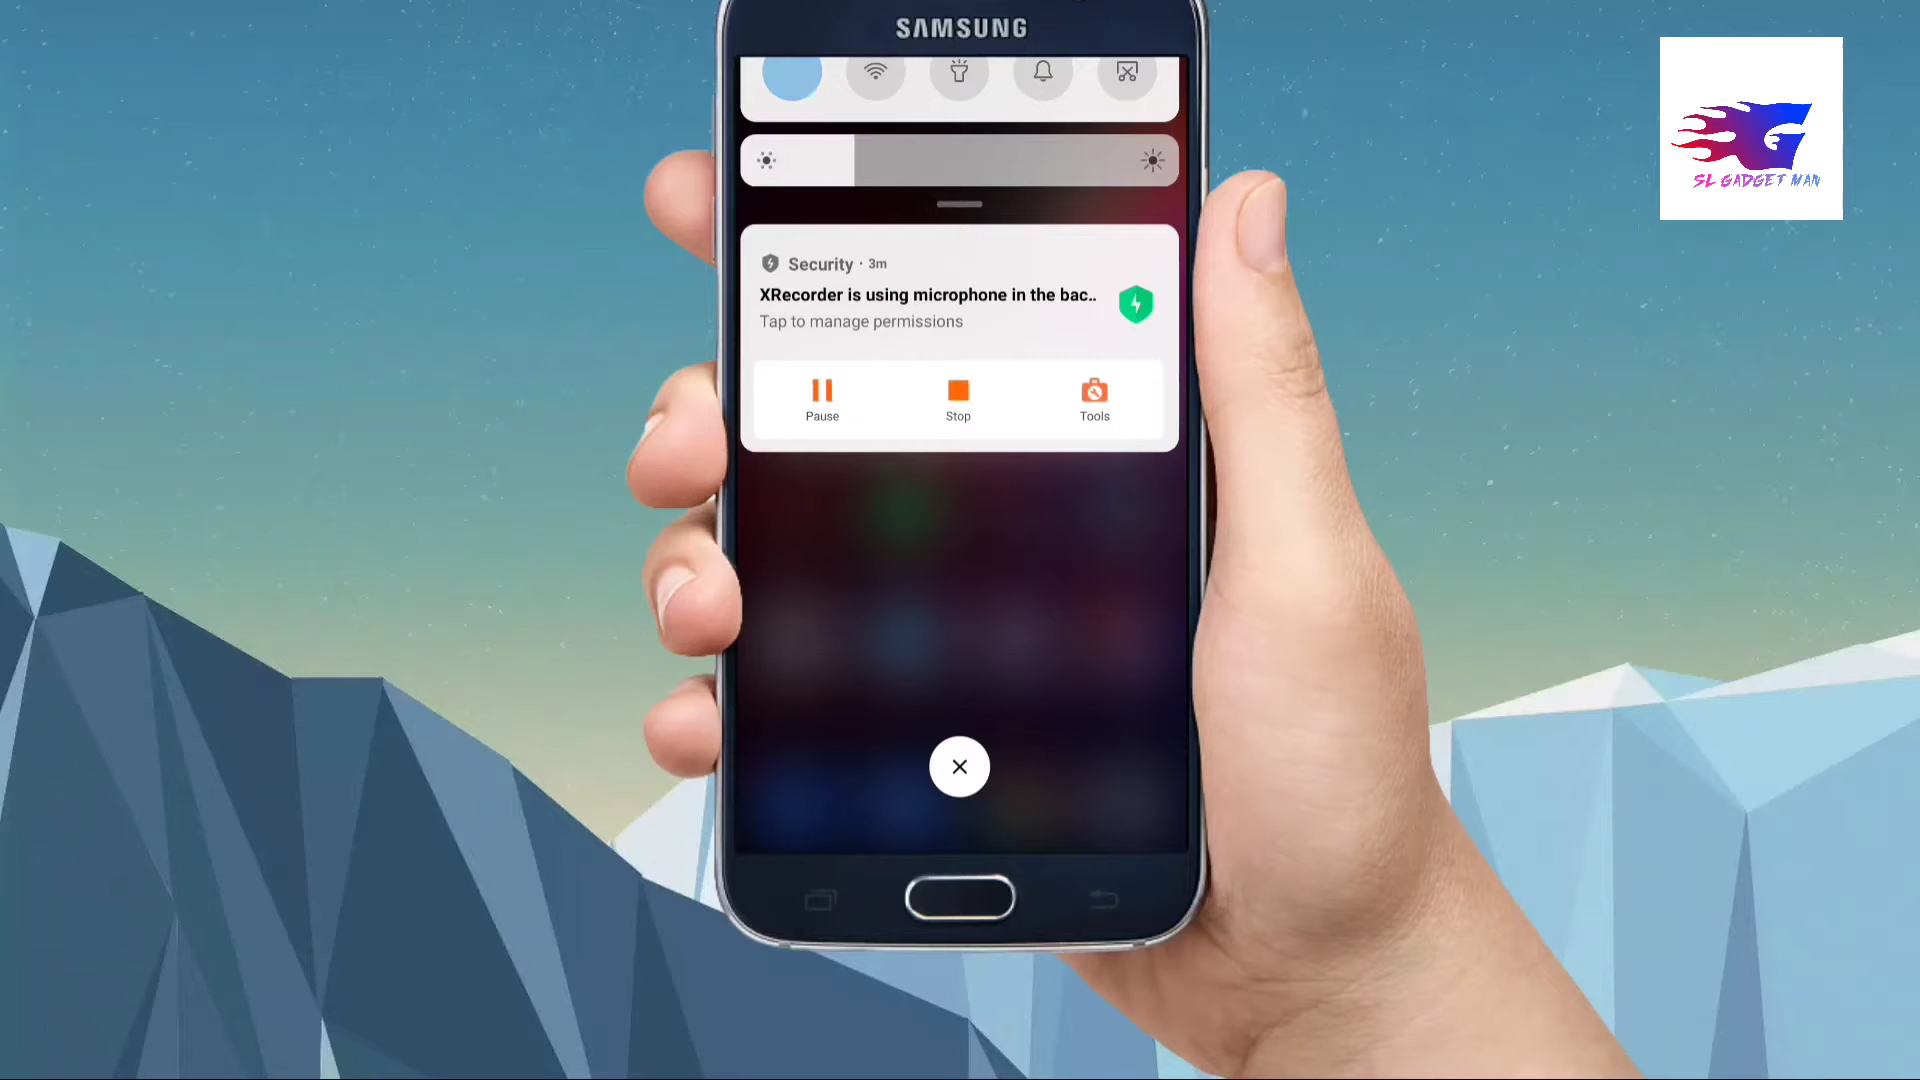 SAMSUNG
SL GADGET MAN
Security · 3m
XRecorder is using microphone in the bac..
Tap to manage permissions
Pause
Stop
Tools